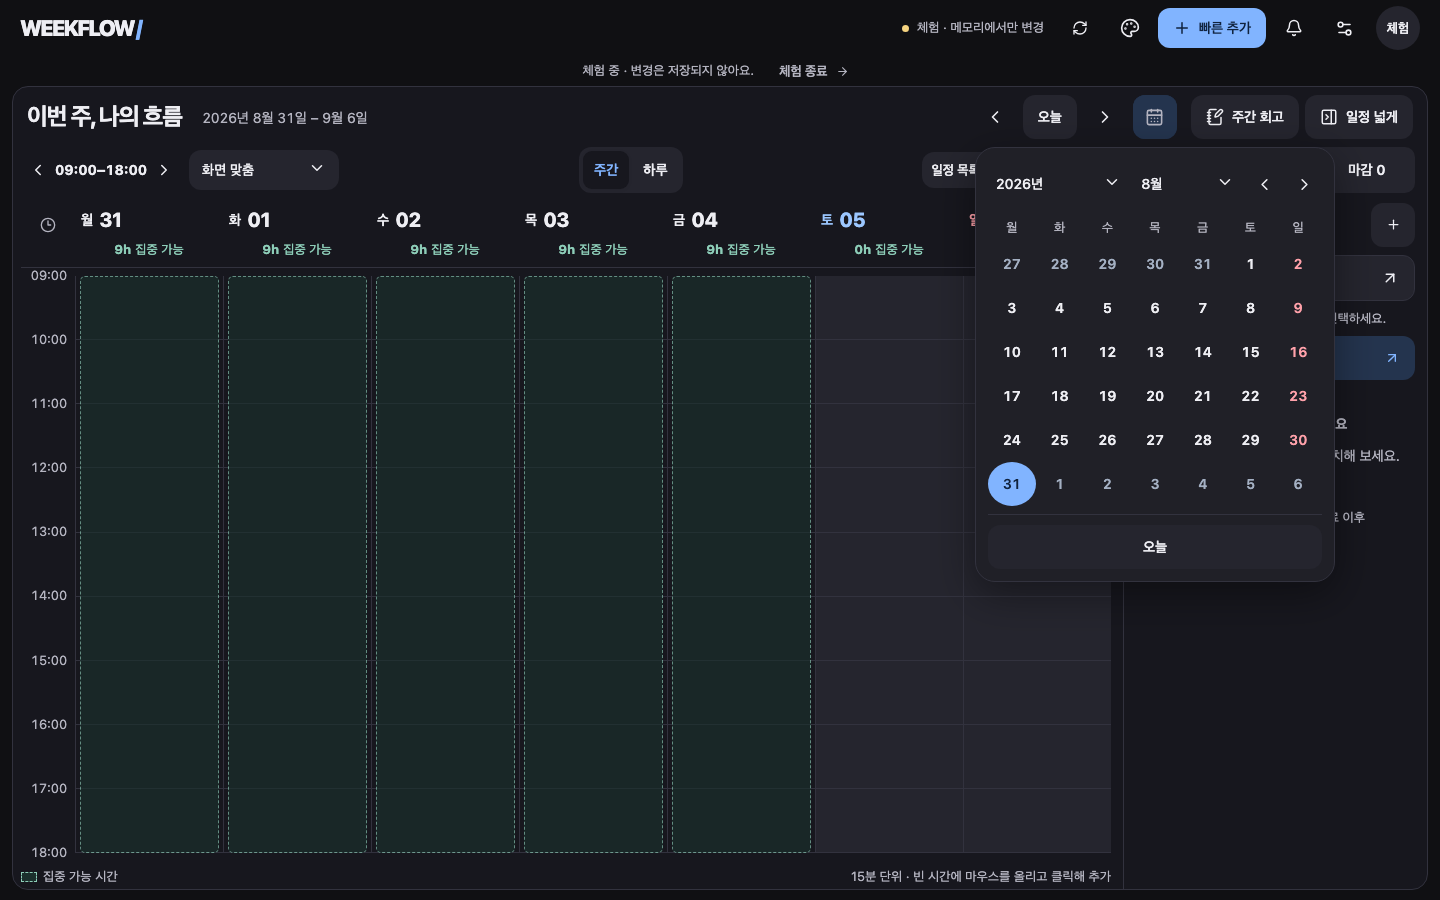 WEEKFLOW/
체험 · 메모리에서만 변경
빠른 추가
체험
체험 중 · 변경은 저장되지 않아요.
체험 종료
이번 주, 나의 흐름
2026년 8월 31일 – 9월 6일
오늘
주간 회고
일정 넓게
09:00–18:00
화면 맞춤
주간
하루
일정 목록
마감 0
월 31
화 01
수 02
목 03
금 04
토 05
9h 집중 가능
9h 집중 가능
9h 집중 가능
9h 집중 가능
9h 집중 가능
0h 집중 가능
2026년
8월
월 화 수 목 금 토 일
27 28 29 30 31 1 2
3 4 5 6 7 8 9
10 11 12 13 14 15 16
17 18 19 20 21 22 23
24 25 26 27 28 29 30
31 1 2 3 4 5 6
오늘
택하세요.
요
치해 보세요.
이후
09:00
10:00
11:00
12:00
13:00
14:00
15:00
16:00
17:00
18:00
집중 가능 시간
15분 단위 · 빈 시간에 마우스를 올리고 클릭해 추가